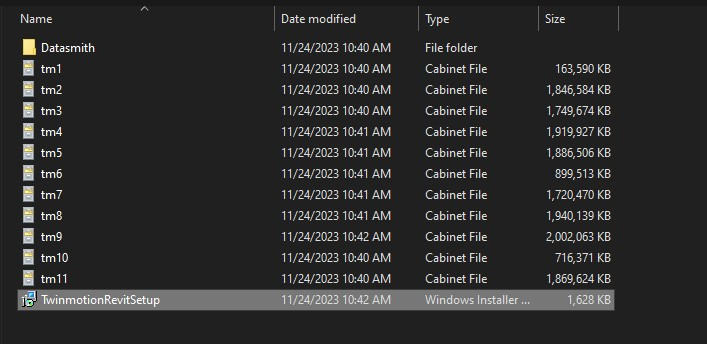 Name Date modified Type Size
Datasmith 11/24/2023 10:40 AM File folder
tm1 11/24/2023 10:40 AM Cabinet File 163,590 KB
tm2 11/24/2023 10:40 AM Cabinet File 1,846,584 KB
tm3 11/24/2023 10:40 AM Cabinet File 1,749,674 KB
tm4 11/24/2023 10:41 AM Cabinet File 1,919,927 KB
tm5 11/24/2023 10:41 AM Cabinet File 1,886,506 KB
tm6 11/24/2023 10:41 AM Cabinet File 899,513 KB
tm7 11/24/2023 10:41 AM Cabinet File 1,720,470 KB
tm8 11/24/2023 10:41 AM Cabinet File 1,940,139 KB
tm9 11/24/2023 10:42 AM Cabinet File 2,002,063 KB
tm10 11/24/2023 10:40 AM Cabinet File 716,371 KB
tm11 11/24/2023 10:40 AM Cabinet File 1,869,624 KB
TwinmotionRevitSetup 11/24/2023 10:42 AM Windows Installer ... 1,628 KB